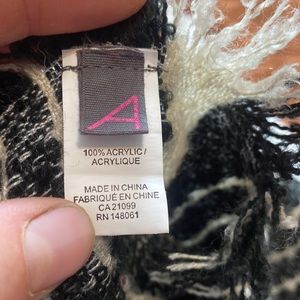 A
100% ACRYLIC/
ACRYLIQUE
MADE IN CHINA
FABRIQUÉ EN CHINE
CA 21099
RN 148061